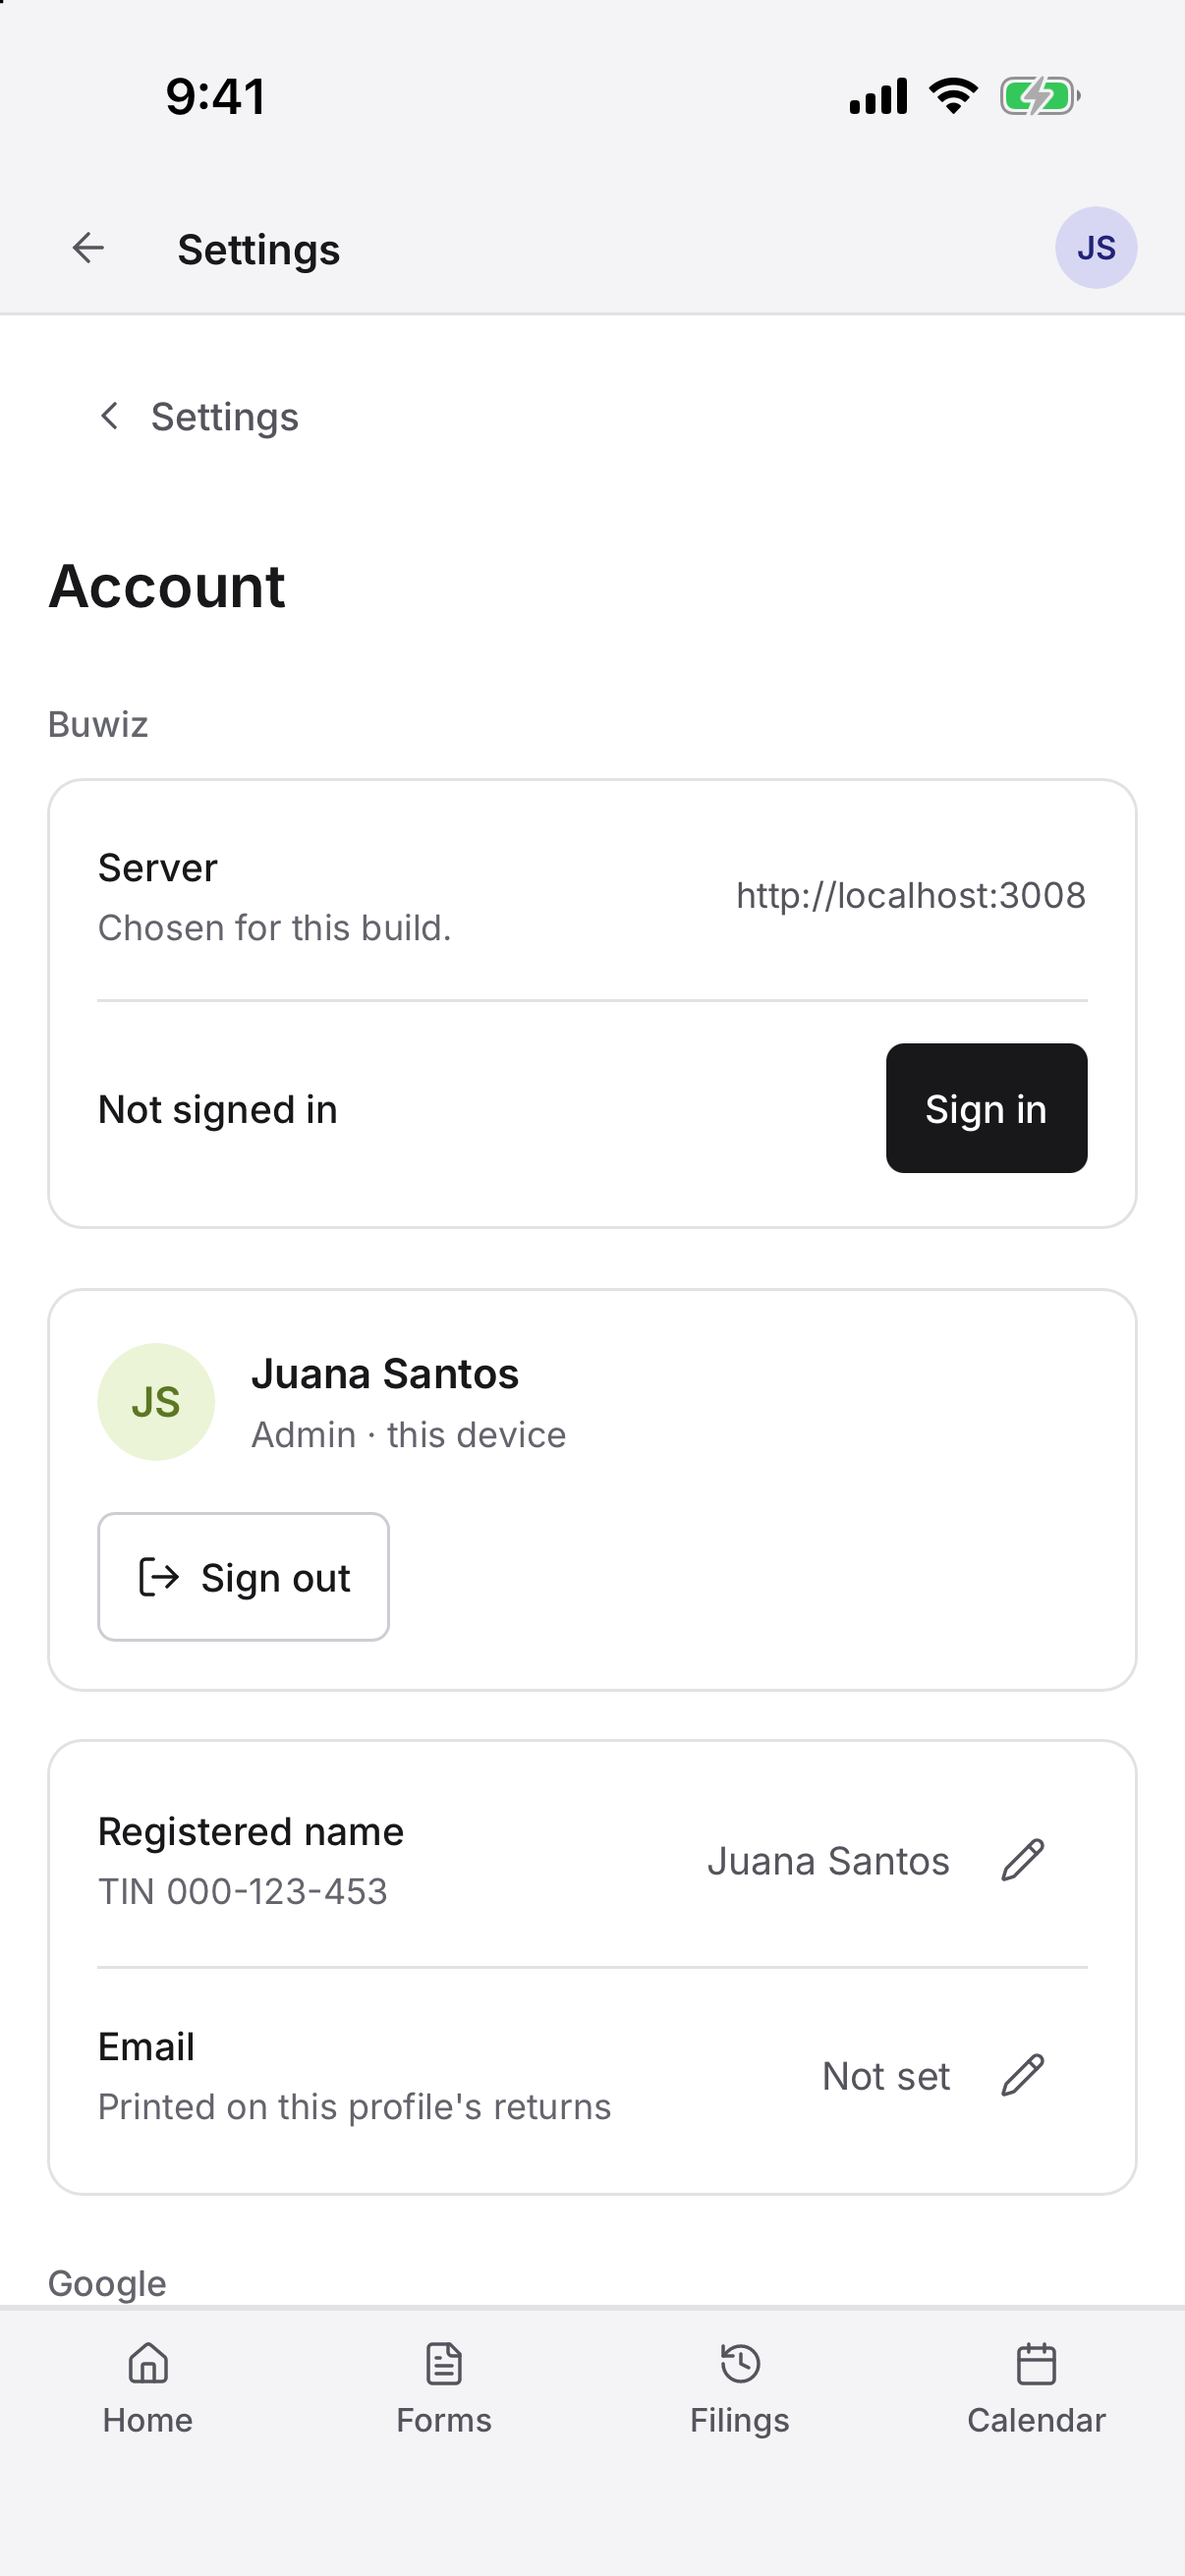 9:41
Settings
JS
Settings
Account
Buwiz
Server
Chosen for this build.
http://localhost:3008
Not signed in
Sign in
JS
Juana Santos
Admin · this device
Sign out
Registered name
TIN 000-123-453
Juana Santos
Email
Printed on this profile's returns
Not set
Google
Home
Forms
Filings
Calendar